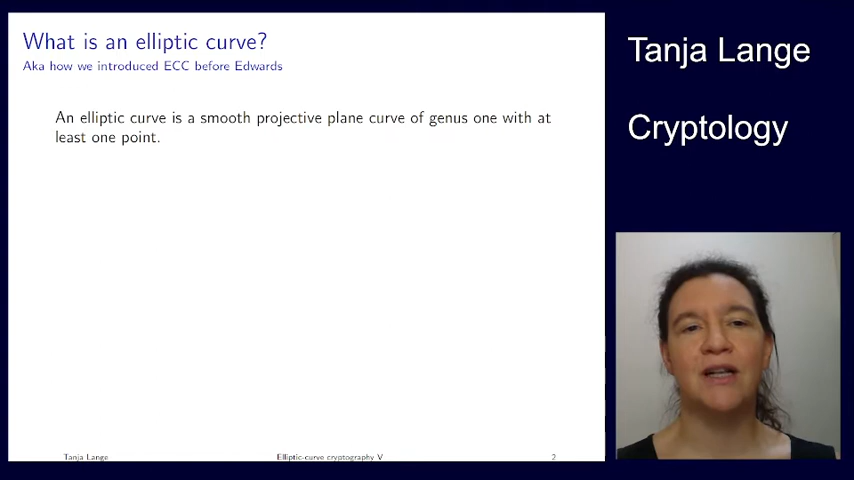 What is an elliptic curve?
Aka how we introduced ECC before Edwards
An elliptic curve is a smooth projective plane curve of genus one with at
least one point.
Tanja Lange
Elliptic-curve cryptography V
2
Tanja Lange
Cryptology